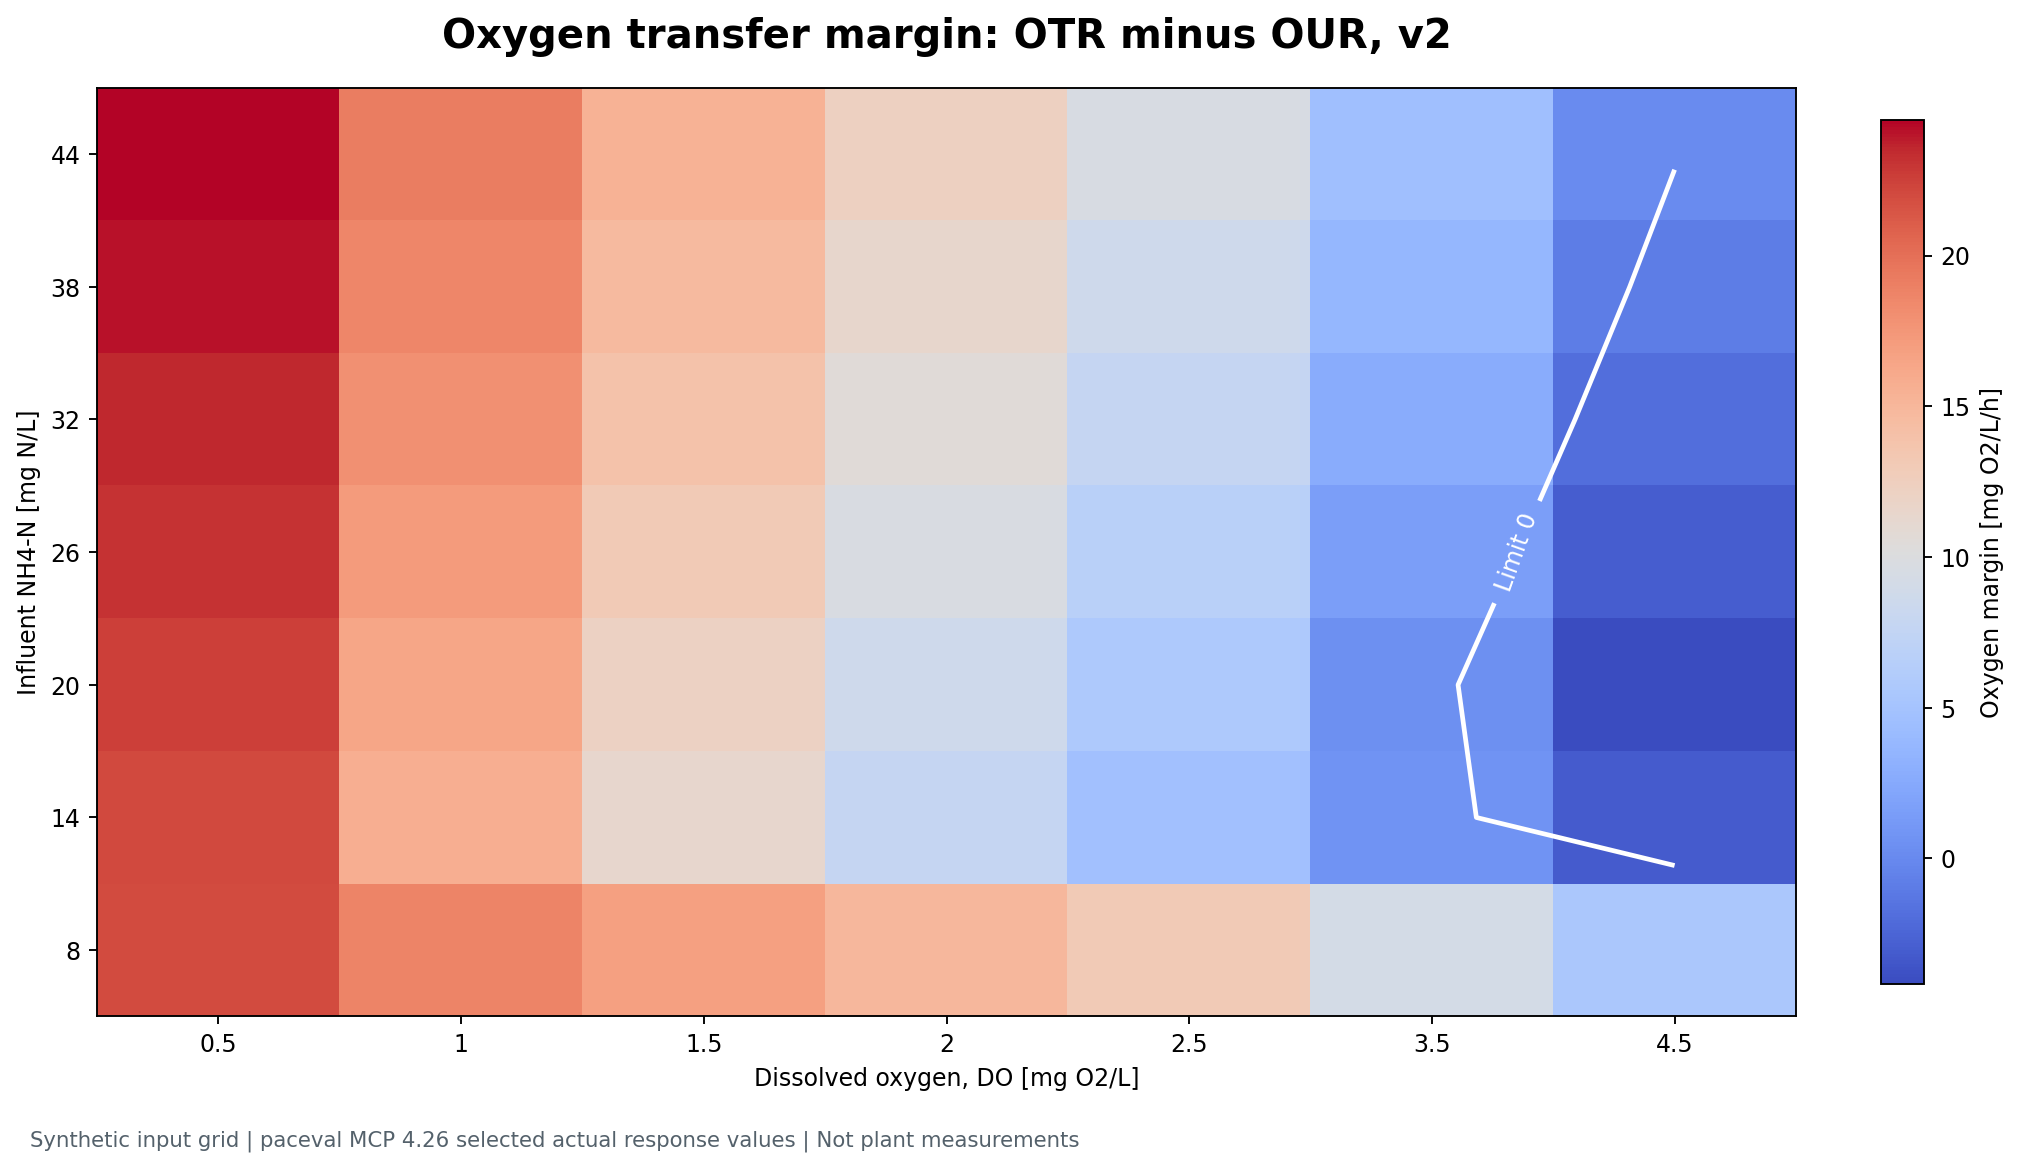 Oxygen transfer margin: OTR minus OUR, v2
Influent NH4-N [mg N/L]
44
38
32
26
20
14
8
Limit 0
0.5 1 1.5 2 2.5 3.5 4.5
Dissolved oxygen, DO [mg O2/L]
20
15
10
5
0
Oxygen margin [mg O2/L/h]
Synthetic input grid | paceval MCP 4.26 selected actual response values | Not plant measurements